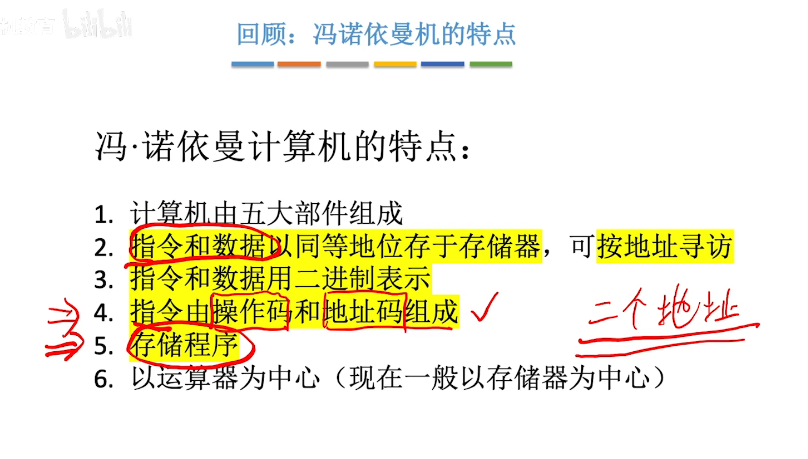 bilibili
回顾：冯诺依曼机的特点
冯·诺依曼计算机的特点：
1. 计算机由五大部件组成
2. 指令和数据以同等地位存于存储器，可按地址寻访
3. 指令和数据用二进制表示
4. 指令由操作码和地址码组成
二个地址
5. 存储程序
6. 以运算器为中心（现在一般以存储器为中心）